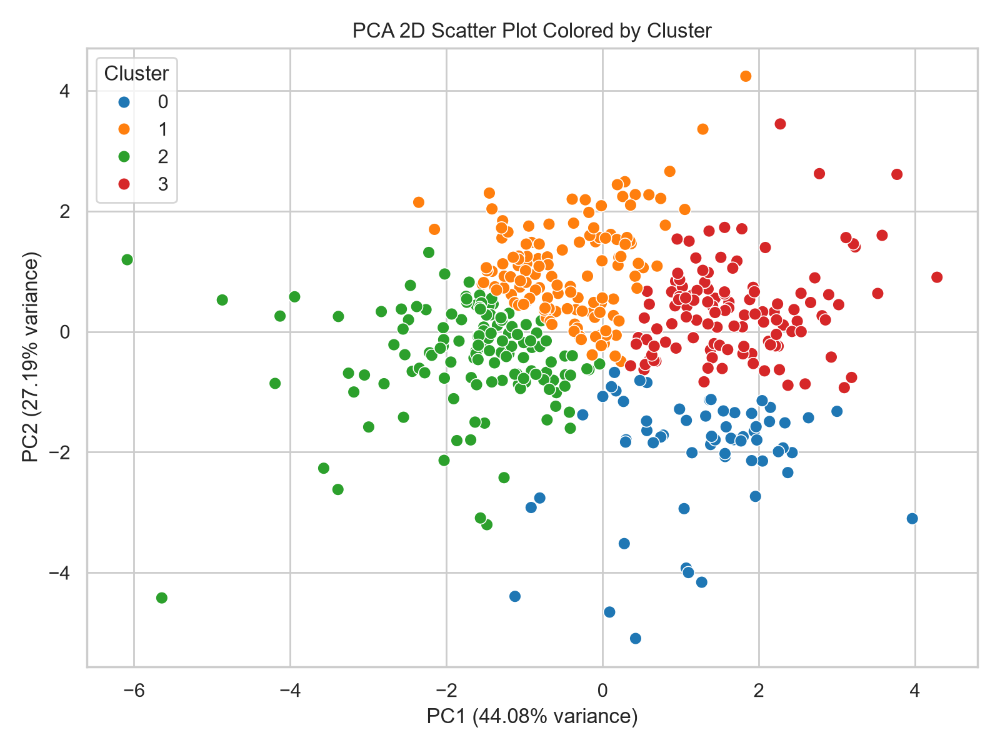 PCA 2D Scatter Plot Colored by Cluster
Cluster
0
1
2
3
4
2
0
−2
−4
PC2 (27.19% variance)
−6 −4 −2 0 2 4
PC1 (44.08% variance)